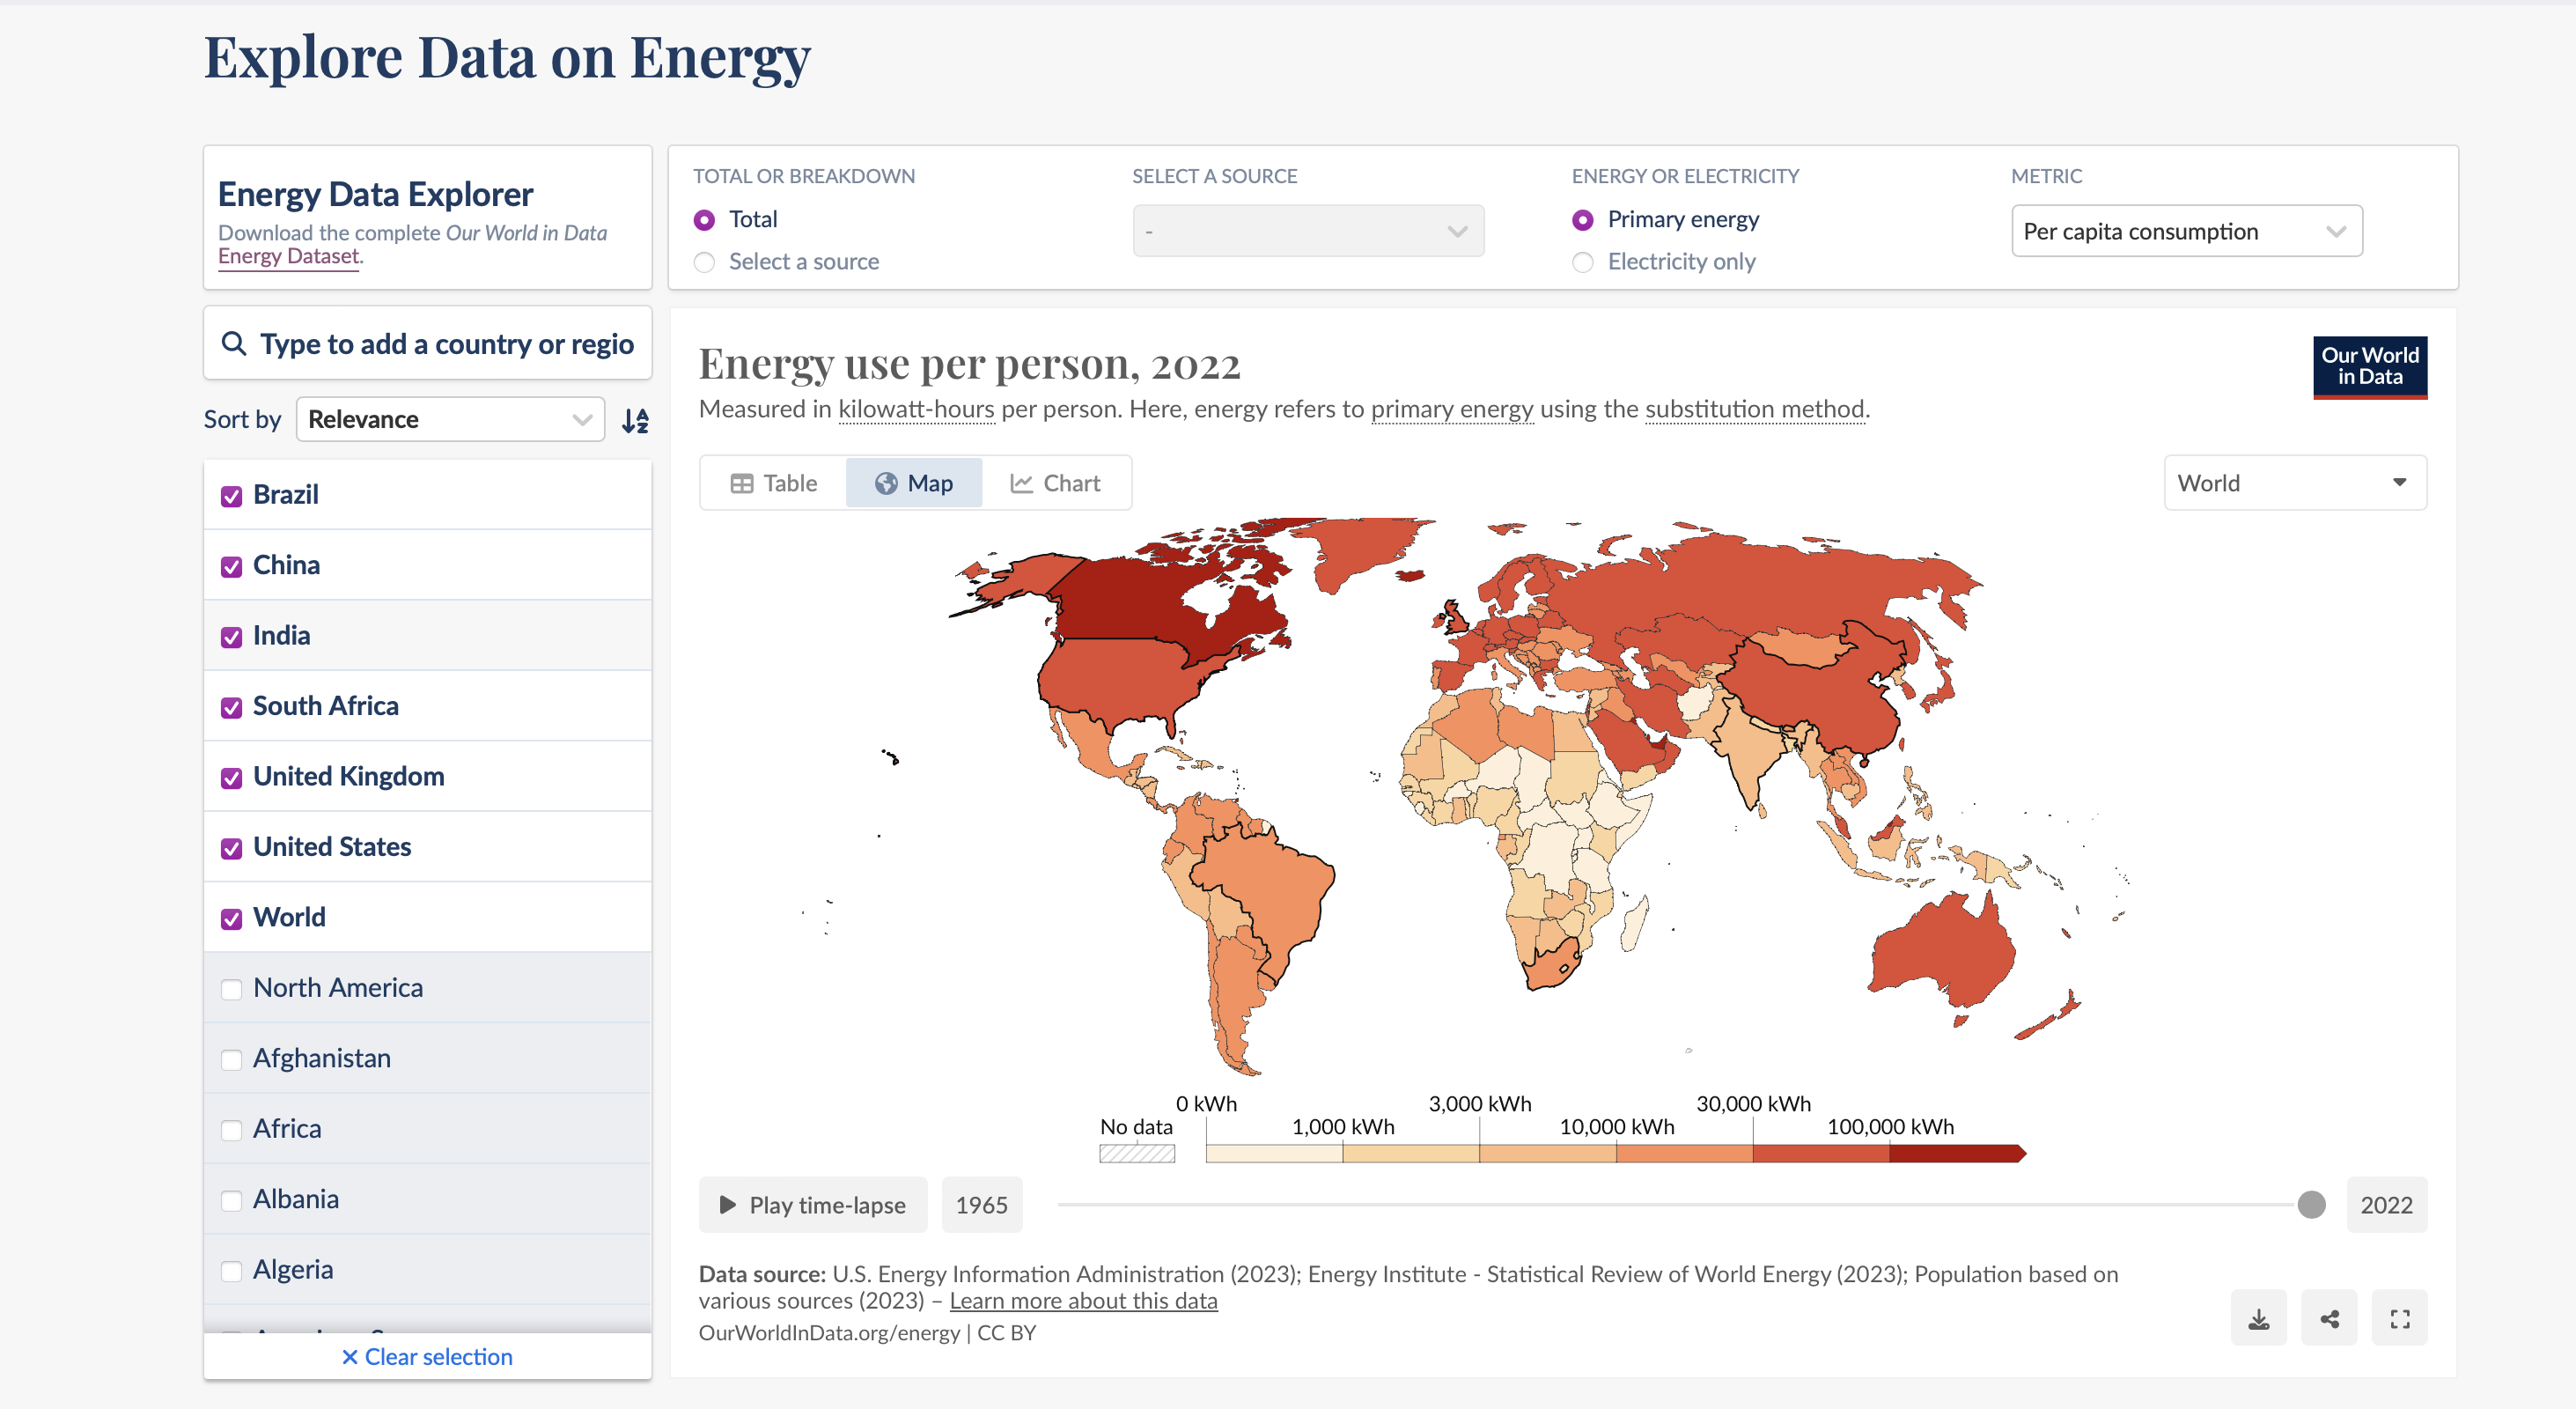 Explore Data on Energy
Energy Data Explorer
Download the complete Our World in Data
Energy Dataset.
TOTAL OR BREAKDOWN
Total
Select a source
SELECT A SOURCE
-
ENERGY OR ELECTRICITY
Primary energy
Electricity only
METRIC
Per capita consumption
Type to add a country or regio
Sort by
Relevance
Brazil
China
India
South Africa
United Kingdom
United States
World
North America
Afghanistan
Africa
Albania
Algeria
Clear selection
Energy use per person, 2022
Measured in kilowatt-hours per person. Here, energy refers to primary energy using the substitution method.
Our World
in Data
Table
Map
Chart
World
0 kWh
3,000 kWh
30,000 kWh
No data
1,000 kWh
10,000 kWh
100,000 kWh
Play time-lapse
1965
2022
Data source: U.S. Energy Information Administration (2023); Energy Institute - Statistical Review of World Energy (2023); Population based on
various sources (2023) – Learn more about this data
OurWorldInData.org/energy | CC BY